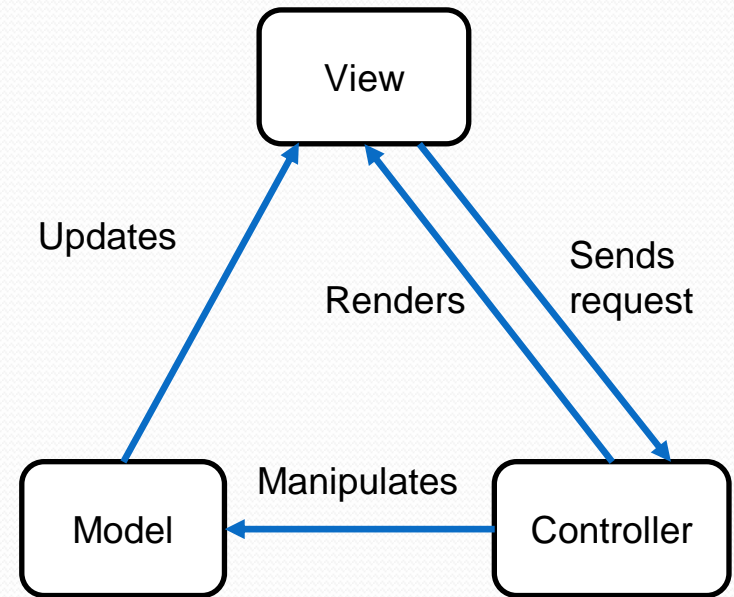 View
Updates
Sends
request
Renders
Manipulates
Model
Controller